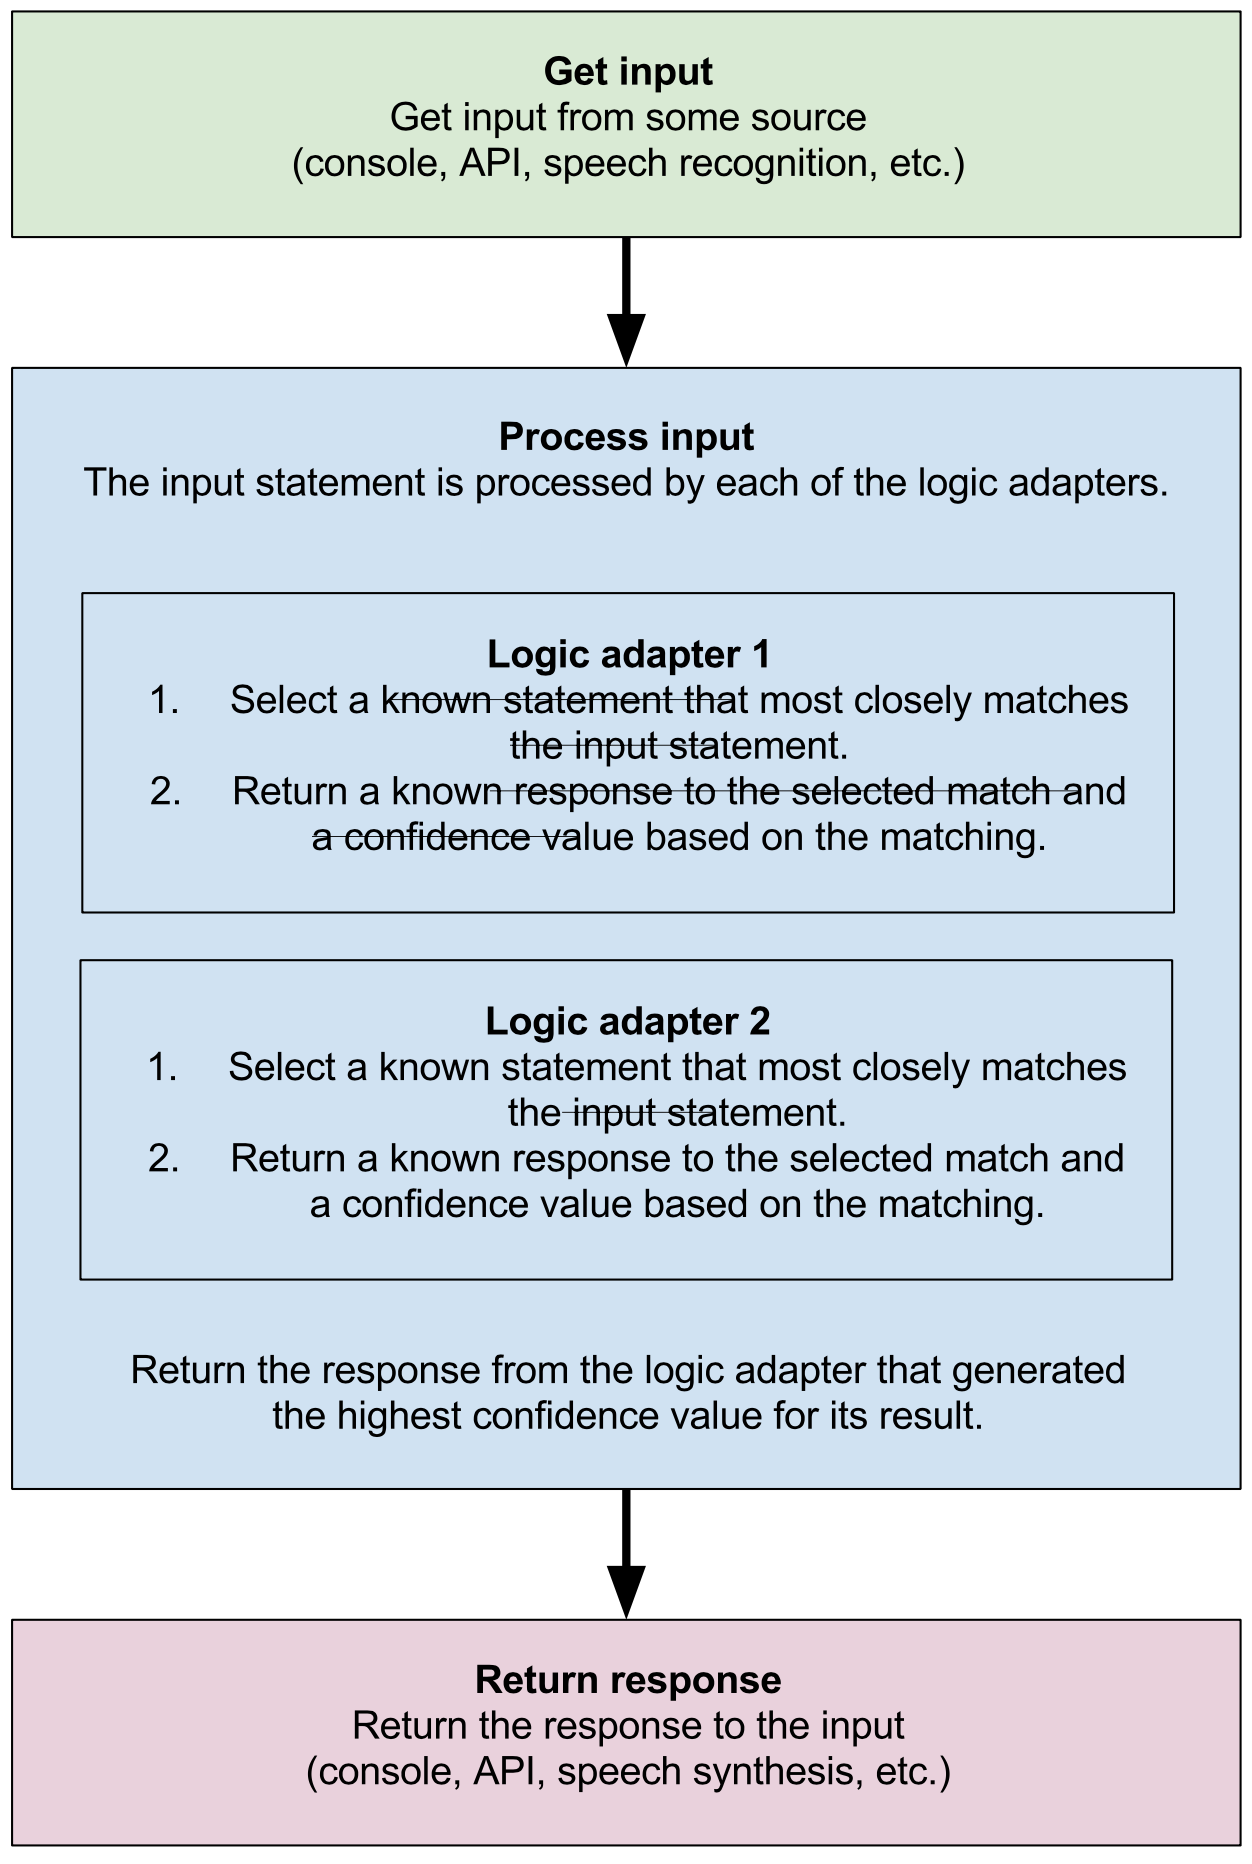 Get input
Get input from some source
(console, API, speech recognition, etc.)
Process input
The input statement is processed by each of the logic adapters.
Logic adapter 1
1. Select a known statement that most closely matches
the input statement.
2. Return a known response to the selected match and
a confidence value based on the matching.
Logic adapter 2
1. Select a known statement that most closely matches
the input statement.
2. Return a known response to the selected match and
a confidence value based on the matching.
Return the response from the logic adapter that generated
the highest confidence value for its result.
Return response
Return the response to the input
(console, API, speech synthesis, etc.)